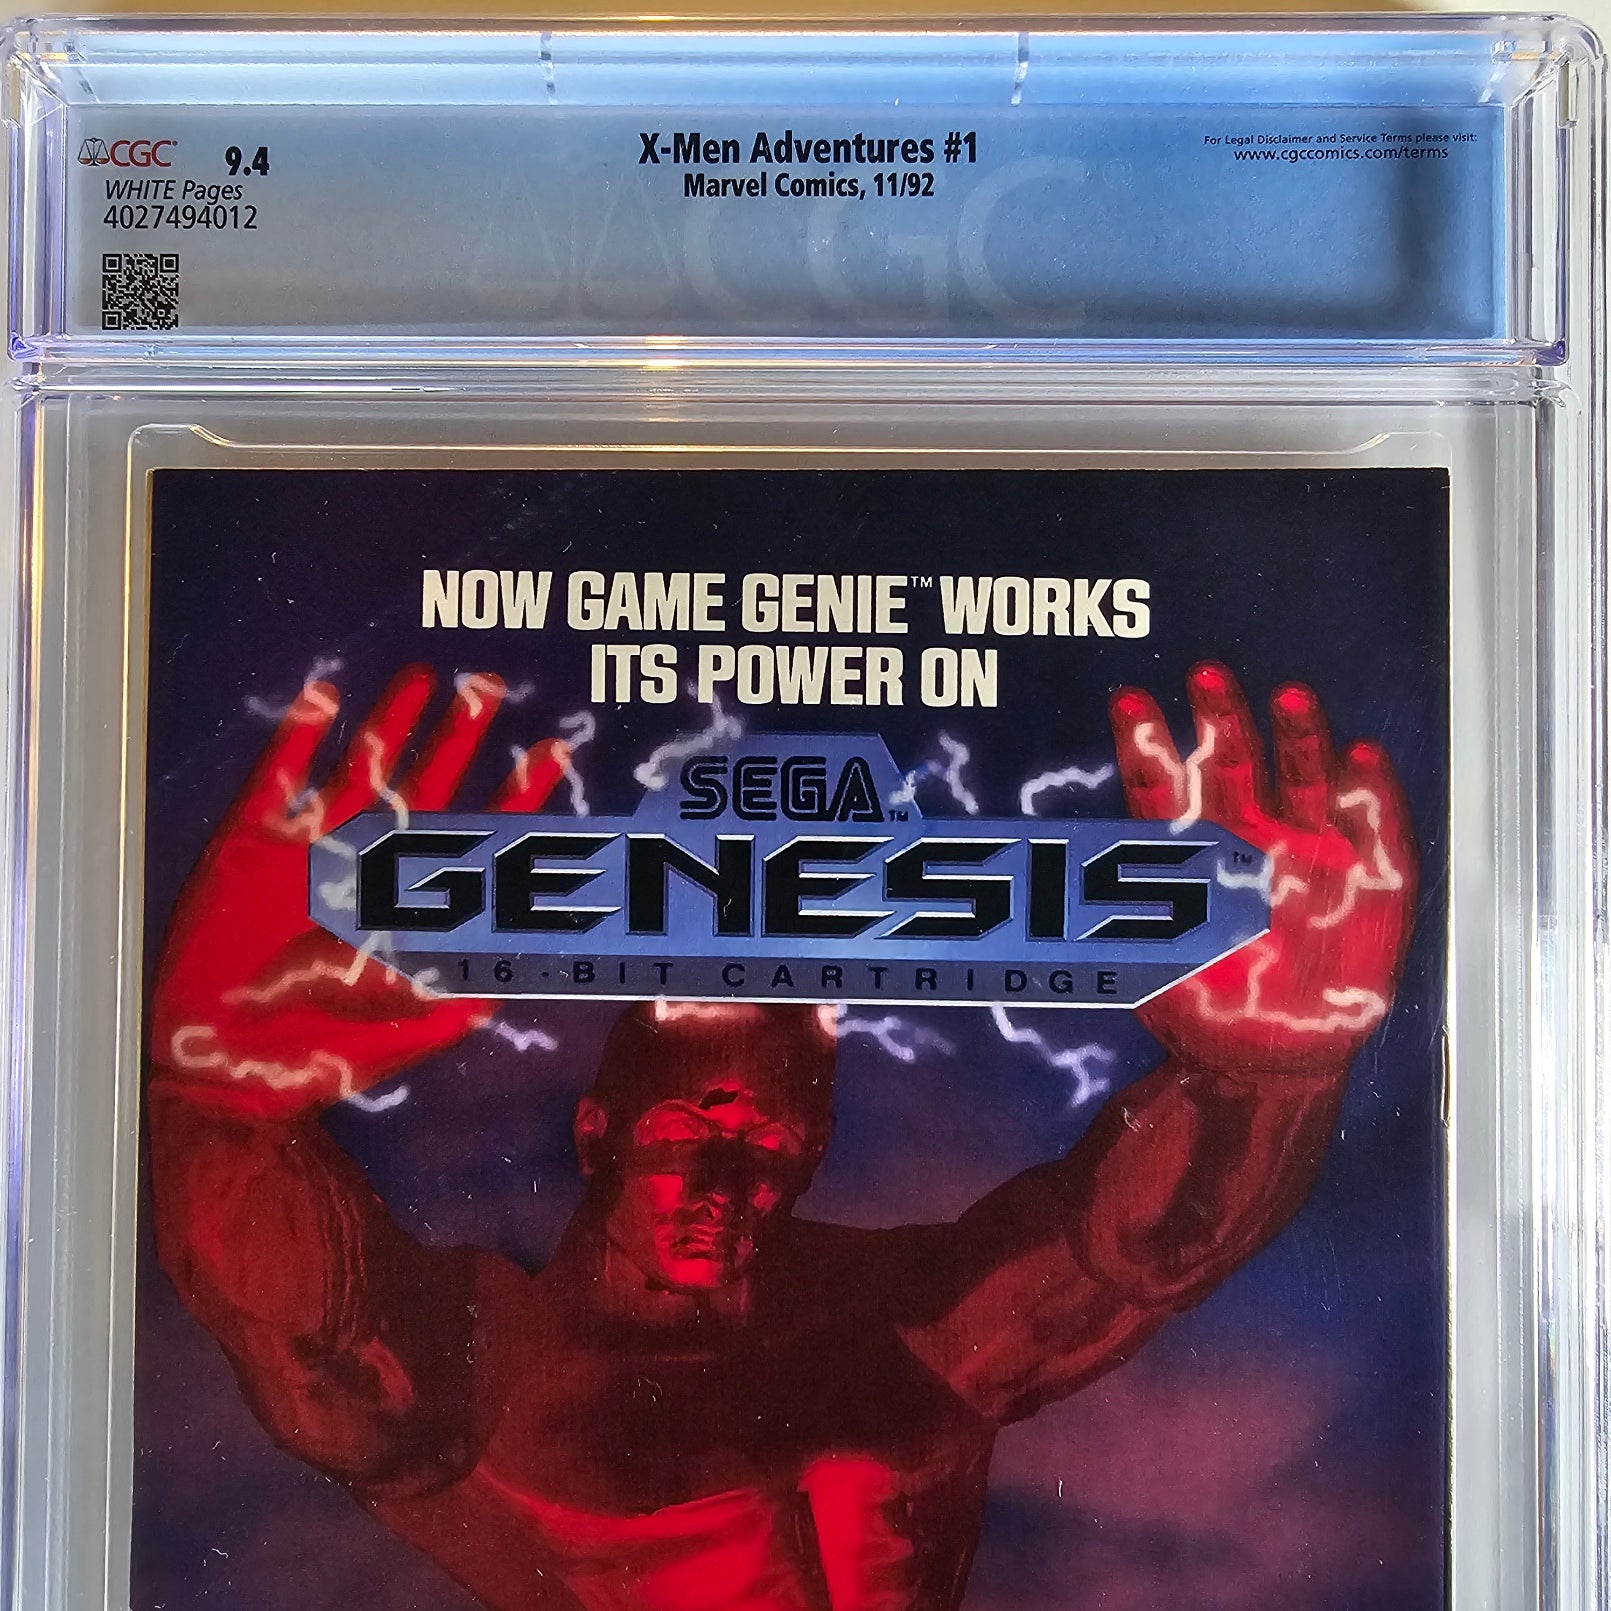 CGC
9.4
WHITE Pages
4027494012
X-Men Adventures #1
Marvel Comics, 11/92
For Legal Disclaimer and Service Terms please visit:
www.cgccomics.com/terms
CGC
NOW GAME GENIE™ WORKS
ITS POWER ON
SEGA™
GENESIS™
16-BIT CARTRIDGE